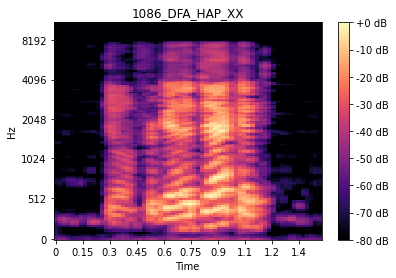 1086_DFA_HAP_XX
8192
4096
2048
1024
512
0
Hz
0 0.15 0.3 0.45 0.6 0.75 0.9 1.1 1.2 1.4
Time
+0 dB
-10 dB
-20 dB
-30 dB
-40 dB
-50 dB
-60 dB
-70 dB
-80 dB